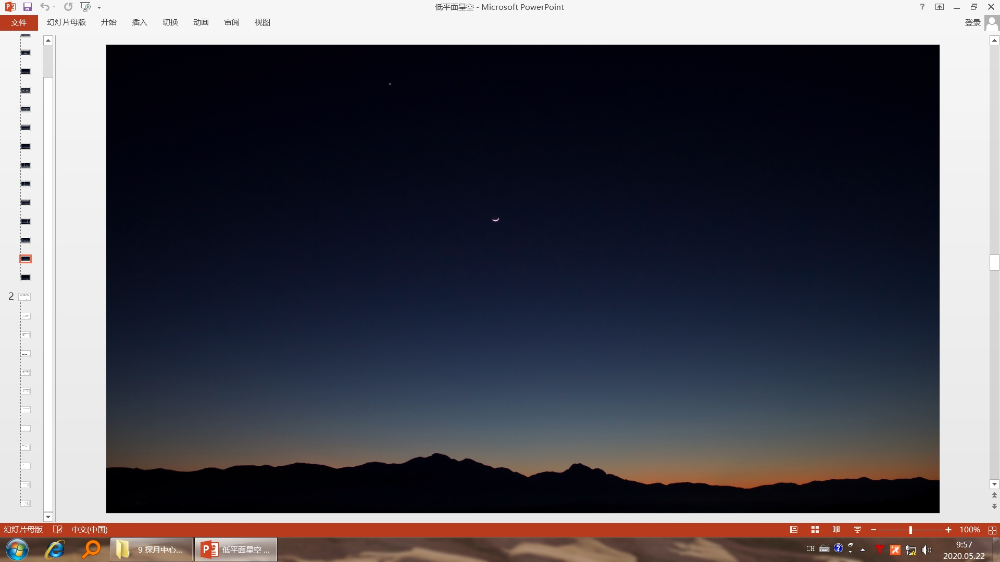 低平面星空 - Microsoft PowerPoint
文件 幻灯片母版 开始 插入 切换 动画 审阅 视图 登录
2
幻灯片母版 中文(中国) 100%
9 探月中心... 低平面星空 ... CH 9:57
2020.05.22